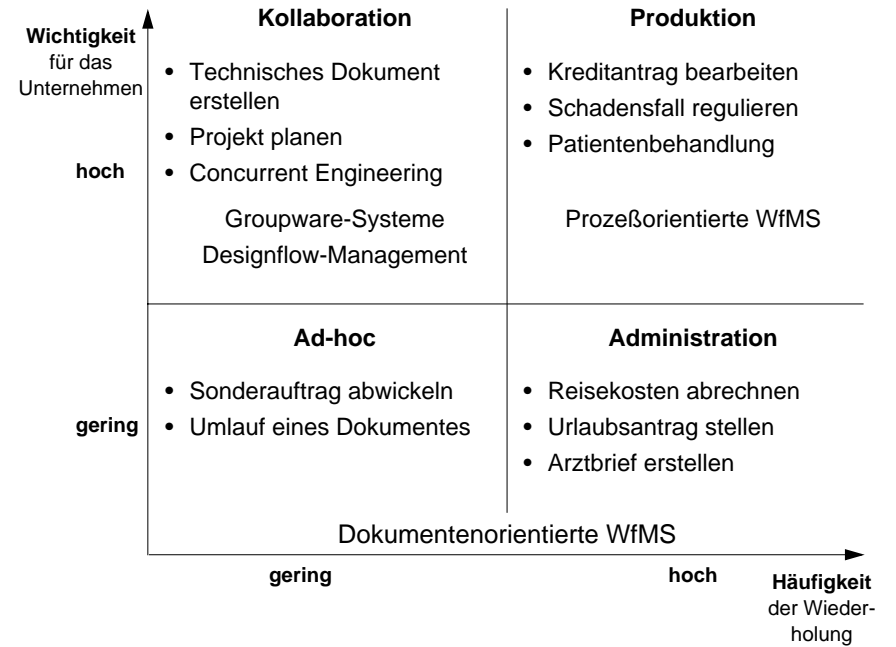 Wichtigkeit
für das
Unternehmen
hoch
gering
Kollaboration
• Technisches Dokument
erstellen
• Projekt planen
• Concurrent Engineering
Groupware-Systeme
Designflow-Management
Produktion
• Kreditantrag bearbeiten
• Schadensfall regulieren
• Patientenbehandlung
Prozeßorientierte WfMS
Ad-hoc
• Sonderauftrag abwickeln
• Umlauf eines Dokumentes
Administration
• Reisekosten abrechnen
• Urlaubsantrag stellen
• Arztbrief erstellen
Dokumentenorientierte WfMS
gering
hoch
Häufigkeit
der Wieder-
holung